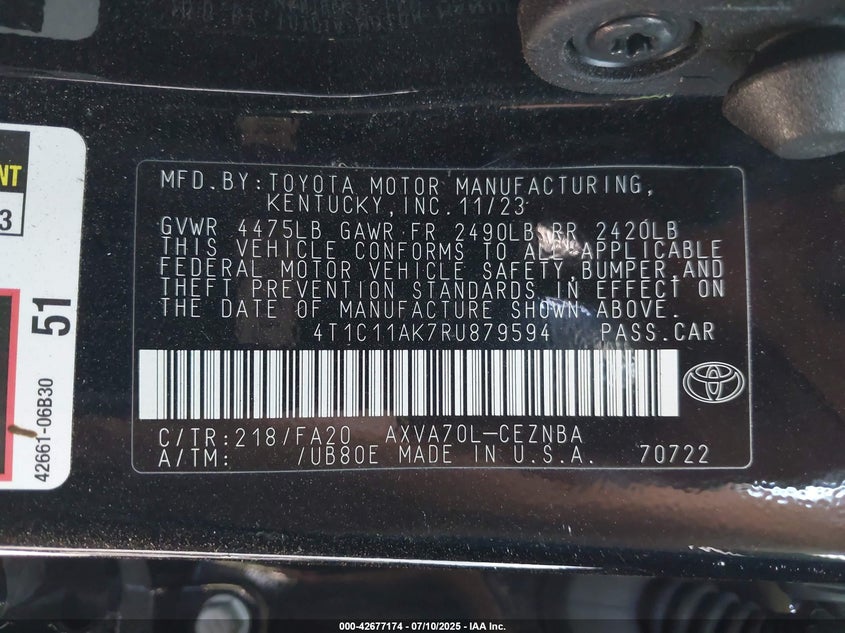 NT
3
51
42661-06B30
MFD.BY:TOYOTA MOTOR MANUFACTURING,
KENTUCKY,INC.11/23
GVWR 4475LB GAWR FR 2490LB RR 2420LB
THIS VEHICLE CONFORMS TO ALL APPLICABLE
FEDERAL MOTOR VEHICLE SAFETY,BUMPER,AND
THEFT PREVENTION STANDARDS IN EFFECT ON
THE DATE OF MANUFACTURE SHOWN ABOVE.
4T1C11AK7RU879594 PASS.CAR
C/TR:218/FA20 AXVA70L-CEZNBA
A/TM: /UB80E MADE IN U.S.A. 70722
000-42677174 - 07/10/2025 - IAA Inc.